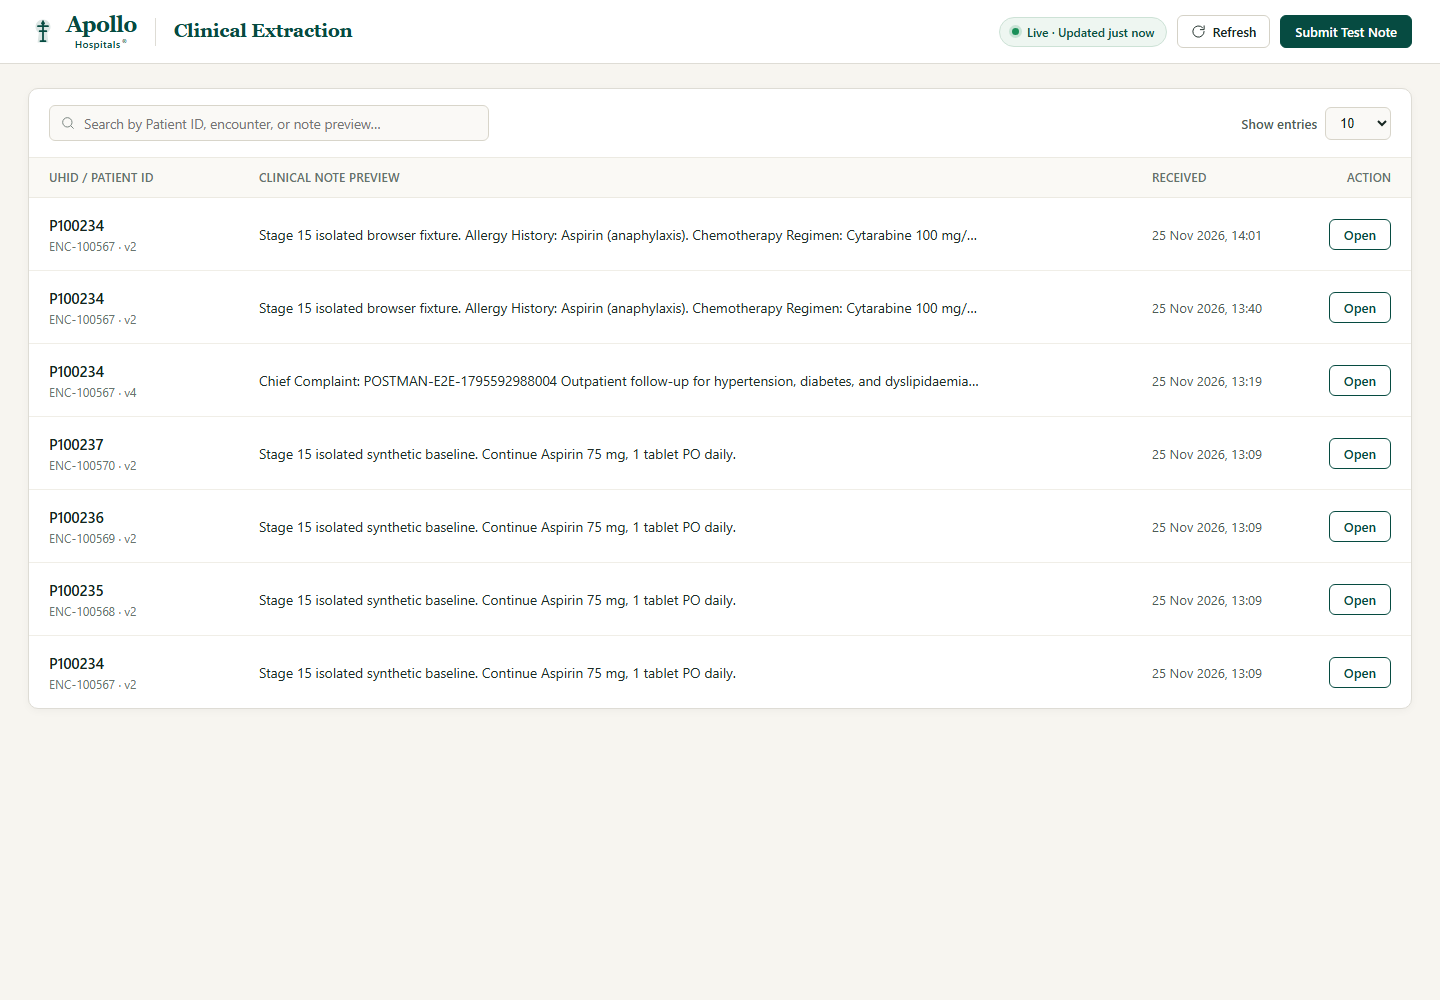 Apollo
Hospitals®
Clinical Extraction
Live · Updated just now
Refresh
Submit Test Note
Search by Patient ID, encounter, or note preview...
Show entries
10
UHID / PATIENT ID
CLINICAL NOTE PREVIEW
RECEIVED
ACTION
P100234
ENC-100567 · v2
Stage 15 isolated browser fixture. Allergy History: Aspirin (anaphylaxis). Chemotherapy Regimen: Cytarabine 100 mg/...
25 Nov 2026, 14:01
Open
P100234
ENC-100567 · v2
Stage 15 isolated browser fixture. Allergy History: Aspirin (anaphylaxis). Chemotherapy Regimen: Cytarabine 100 mg/...
25 Nov 2026, 13:40
Open
P100234
ENC-100567 · v4
Chief Complaint: POSTMAN-E2E-1795592988004 Outpatient follow-up for hypertension, diabetes, and dyslipidaemia...
25 Nov 2026, 13:19
Open
P100237
ENC-100570 · v2
Stage 15 isolated synthetic baseline. Continue Aspirin 75 mg, 1 tablet PO daily.
25 Nov 2026, 13:09
Open
P100236
ENC-100569 · v2
Stage 15 isolated synthetic baseline. Continue Aspirin 75 mg, 1 tablet PO daily.
25 Nov 2026, 13:09
Open
P100235
ENC-100568 · v2
Stage 15 isolated synthetic baseline. Continue Aspirin 75 mg, 1 tablet PO daily.
25 Nov 2026, 13:09
Open
P100234
ENC-100567 · v2
Stage 15 isolated synthetic baseline. Continue Aspirin 75 mg, 1 tablet PO daily.
25 Nov 2026, 13:09
Open